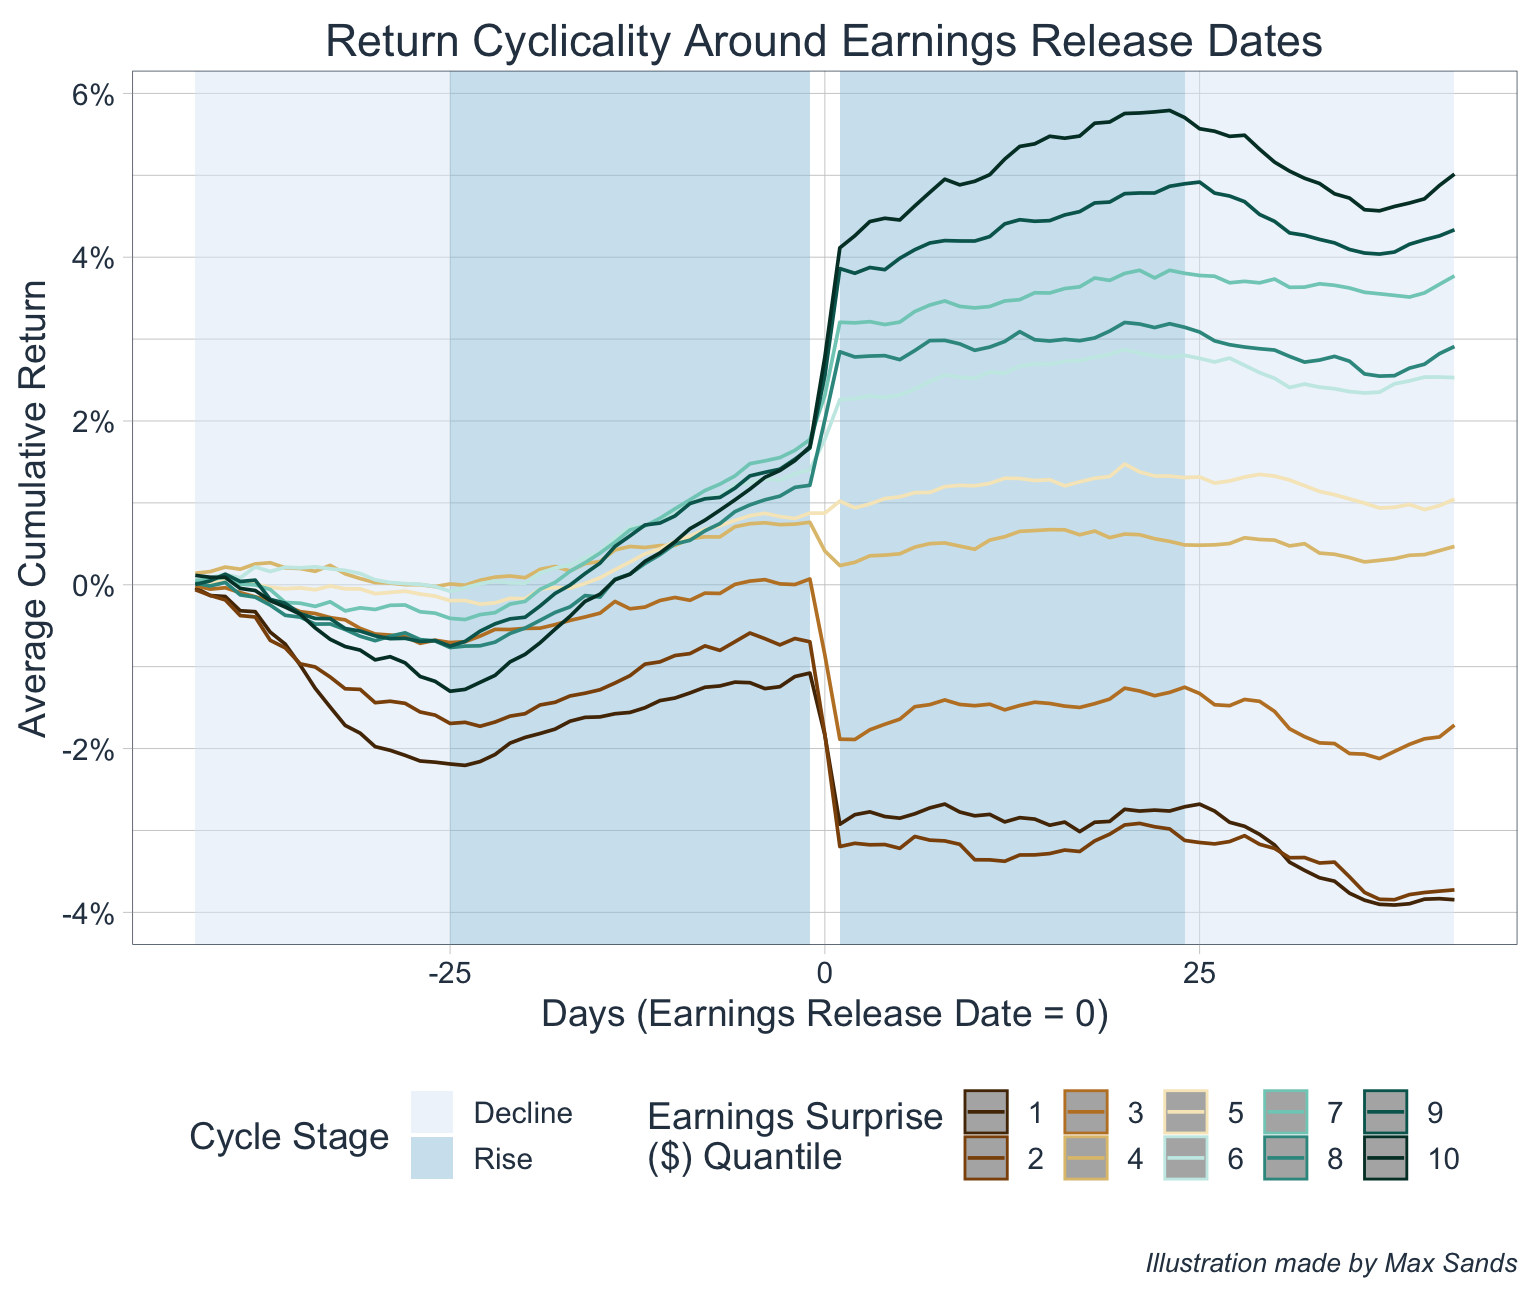 Return Cyclicality Around Earnings Release Dates
Average Cumulative Return
6%
4%
2%
0%
-2%
-4%
-25 0 25
Days (Earnings Release Date = 0)
Cycle Stage
Decline
Rise
Earnings Surprise
($) Quantile
1 3 5 7 9
2 4 6 8 10
Illustration made by Max Sands